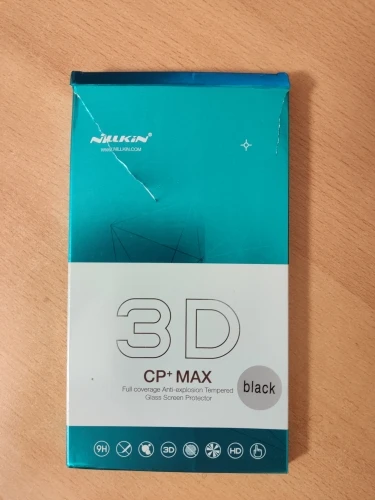 NiLLKiN®
WWW.NILLKIN.COM
3D
CP+ MAX
Full coverage Anti-explosion Tempered
Glass Screen Protector
black
9H
3D
HD